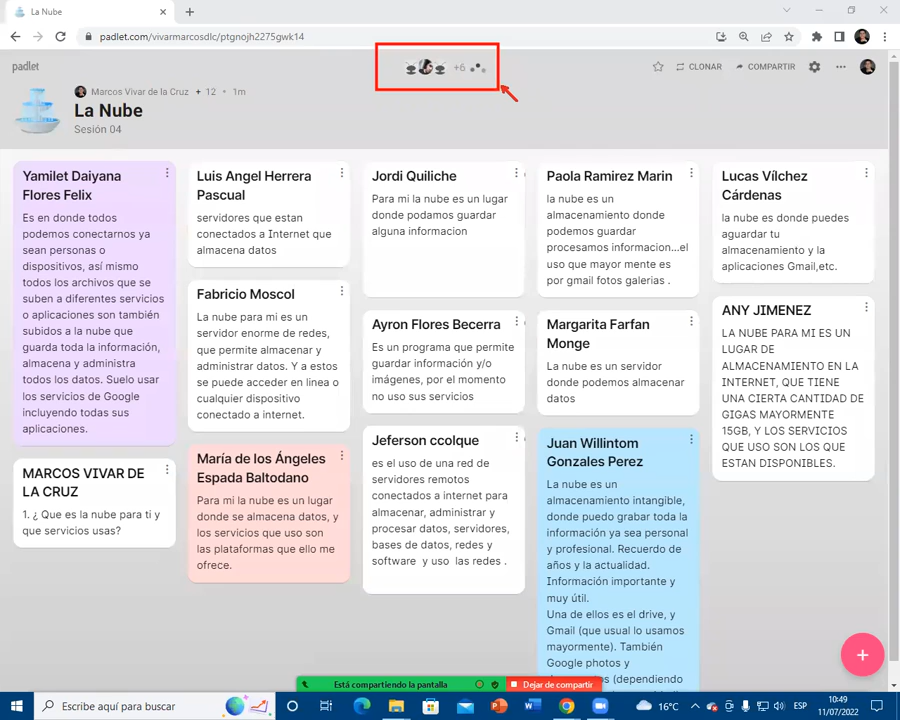 La Nube
padlet.com/vivarmarcosdlc/ptgnojh2275gwk14
padlet
+6
CLONAR
COMPARTIR
Marcos Vivar de la Cruz + 12 • 1m
La Nube
Sesión 04
Yamilet Daiyana
Flores Felix
Es en donde todos
podemos conectarnos ya
sean personas o
dispositivos, así mismo
todos los archivos que se
suben a diferentes servicios
o aplicaciones son también
subidos a la nube que
guarda toda la información,
almacena y administra
todos los datos. Suelo usar
los servicios de Google
incluyendo todas sus
aplicaciones.
MARCOS VIVAR DE
LA CRUZ
1. ¿ Que es la nube para ti y
que servicios usas?
Luis Angel Herrera
Pascual
servidores que estan
conectados a Internet que
almacena datos
Fabricio Moscol
La nube para mi es un
servidor enorme de redes,
que permite almacenar y
administrar datos. Y a estos
se puede acceder en linea o
cualquier dispositivo
conectado a internet.
María de los Ángeles
Espada Baltodano
Para mi la nube es un lugar
donde se almacena datos, y
los servicios que uso son
las plataformas que ello me
ofrece.
Jordi Quiliche
Para mi la nube es un lugar
donde podamos guardar
alguna informacion
Ayron Flores Becerra
Es un programa que permite
guardar información y/o
imágenes, por el momento
no uso sus servicios
Jeferson ccolque
es el uso de una red de
servidores remotos
conectados a internet para
almacenar, administrar y
procesar datos, servidores,
bases de datos, redes y
software y uso las redes .
Paola Ramirez Marin
la nube es un
almacenamiento donde
podemos guardar
procesamos informacion...el
uso que mayor mente es
por gmail fotos galerias .
Margarita Farfan
Monge
La nube es un servidor
donde podemos almacenar
datos
Juan Willintom
Gonzales Perez
La nube es un
almacenamiento intangible,
donde puedo grabar toda la
información ya sea personal
y profesional. Recuerdo de
años y la actualidad.
Información importante y
muy útil.
Una de ellos es el drive, y
Gmail (que usual lo usamos
mayormente). También
Google photos y
(dependiendo
Lucas Vílchez
Cárdenas
la nube es donde puedes
aguardar tu
almacenamiento y la
aplicaciones Gmail,etc.
ANY JIMENEZ
LA NUBE PARA MI ES UN
LUGAR DE
ALMACENAMIENTO EN LA
INTERNET, QUE TIENE
UNA CIERTA CANTIDAD DE
GIGAS MAYORMENTE
15GB, Y LOS SERVICIOS
QUE USO SON LOS QUE
ESTAN DISPONIBLES.
Está compartiendo la pantalla
Dejar de compartir
Escribe aquí para buscar
16°C
ESP
10:49
11/07/2022